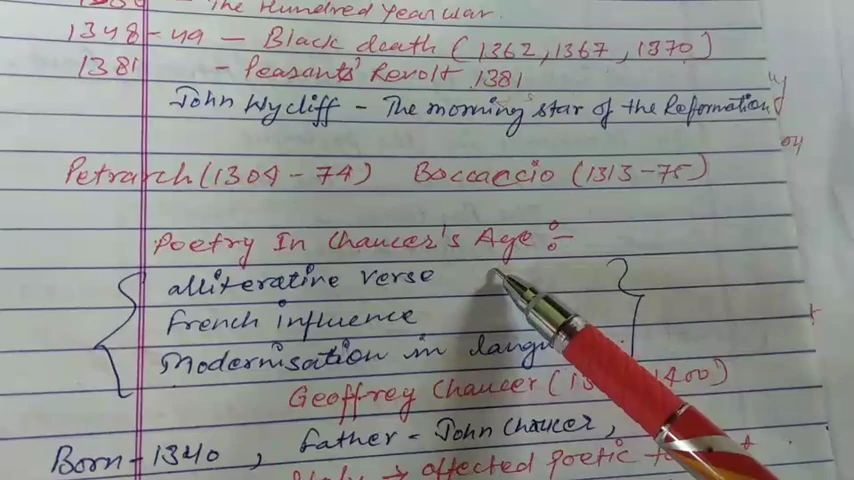 The Hundred year war.
1348-49 - Black death (1362, 1367, 1370)
1381 - Peasants' Revolt 1381
John Wycliff - The morning star of the Reformation
Petrarch (1304-74) Boccaccio (1313-75)
Poetry In Chaucer's Age :-
alliterative verse
French influence
Modernisation in
Geoffrey Chaucer ( 1400)
Born - 1340, Father - John Chaucer,
Italy → affected poetic